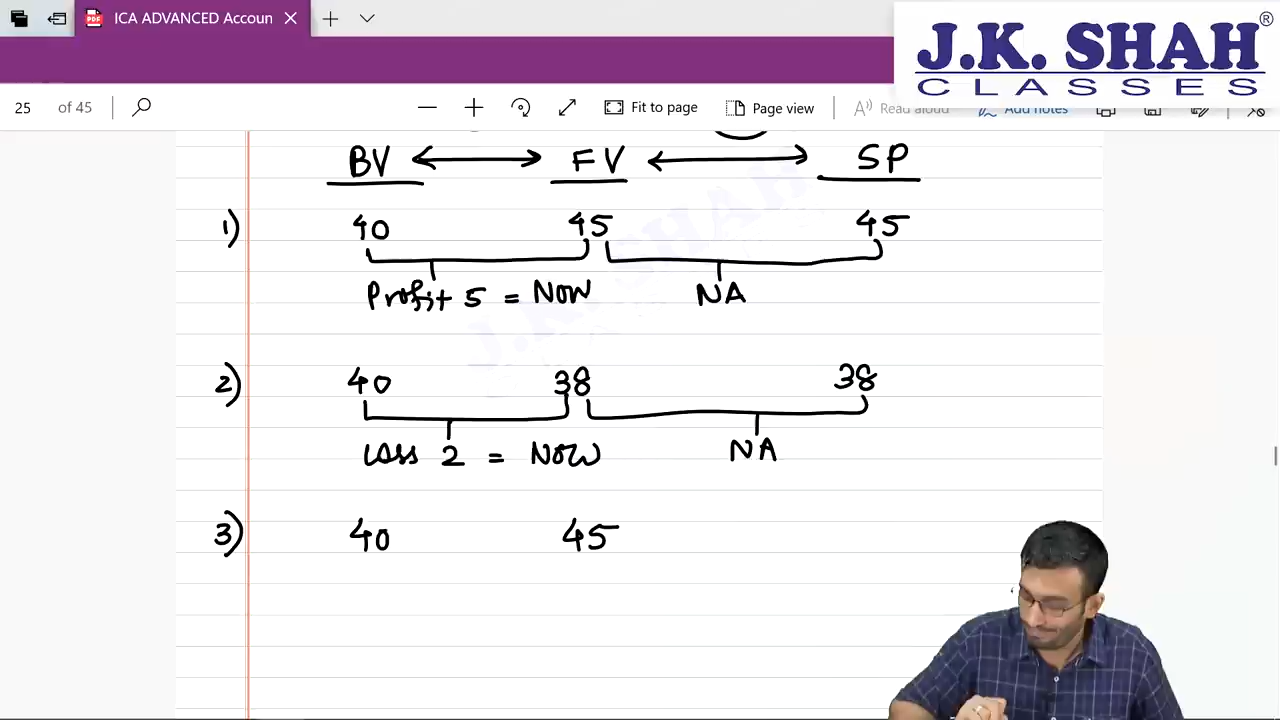 ICA ADVANCED Accoun
J.K. SHAH®
CLASSES
25 of 45
Fit to page
Page view
Read aloud
Add notes
BV FV SP
1) 40 45 45
Profit 5 = Now NA
2) 40 38 38
Loss 2 = Now NA
3) 40 45
J.K. SHAH